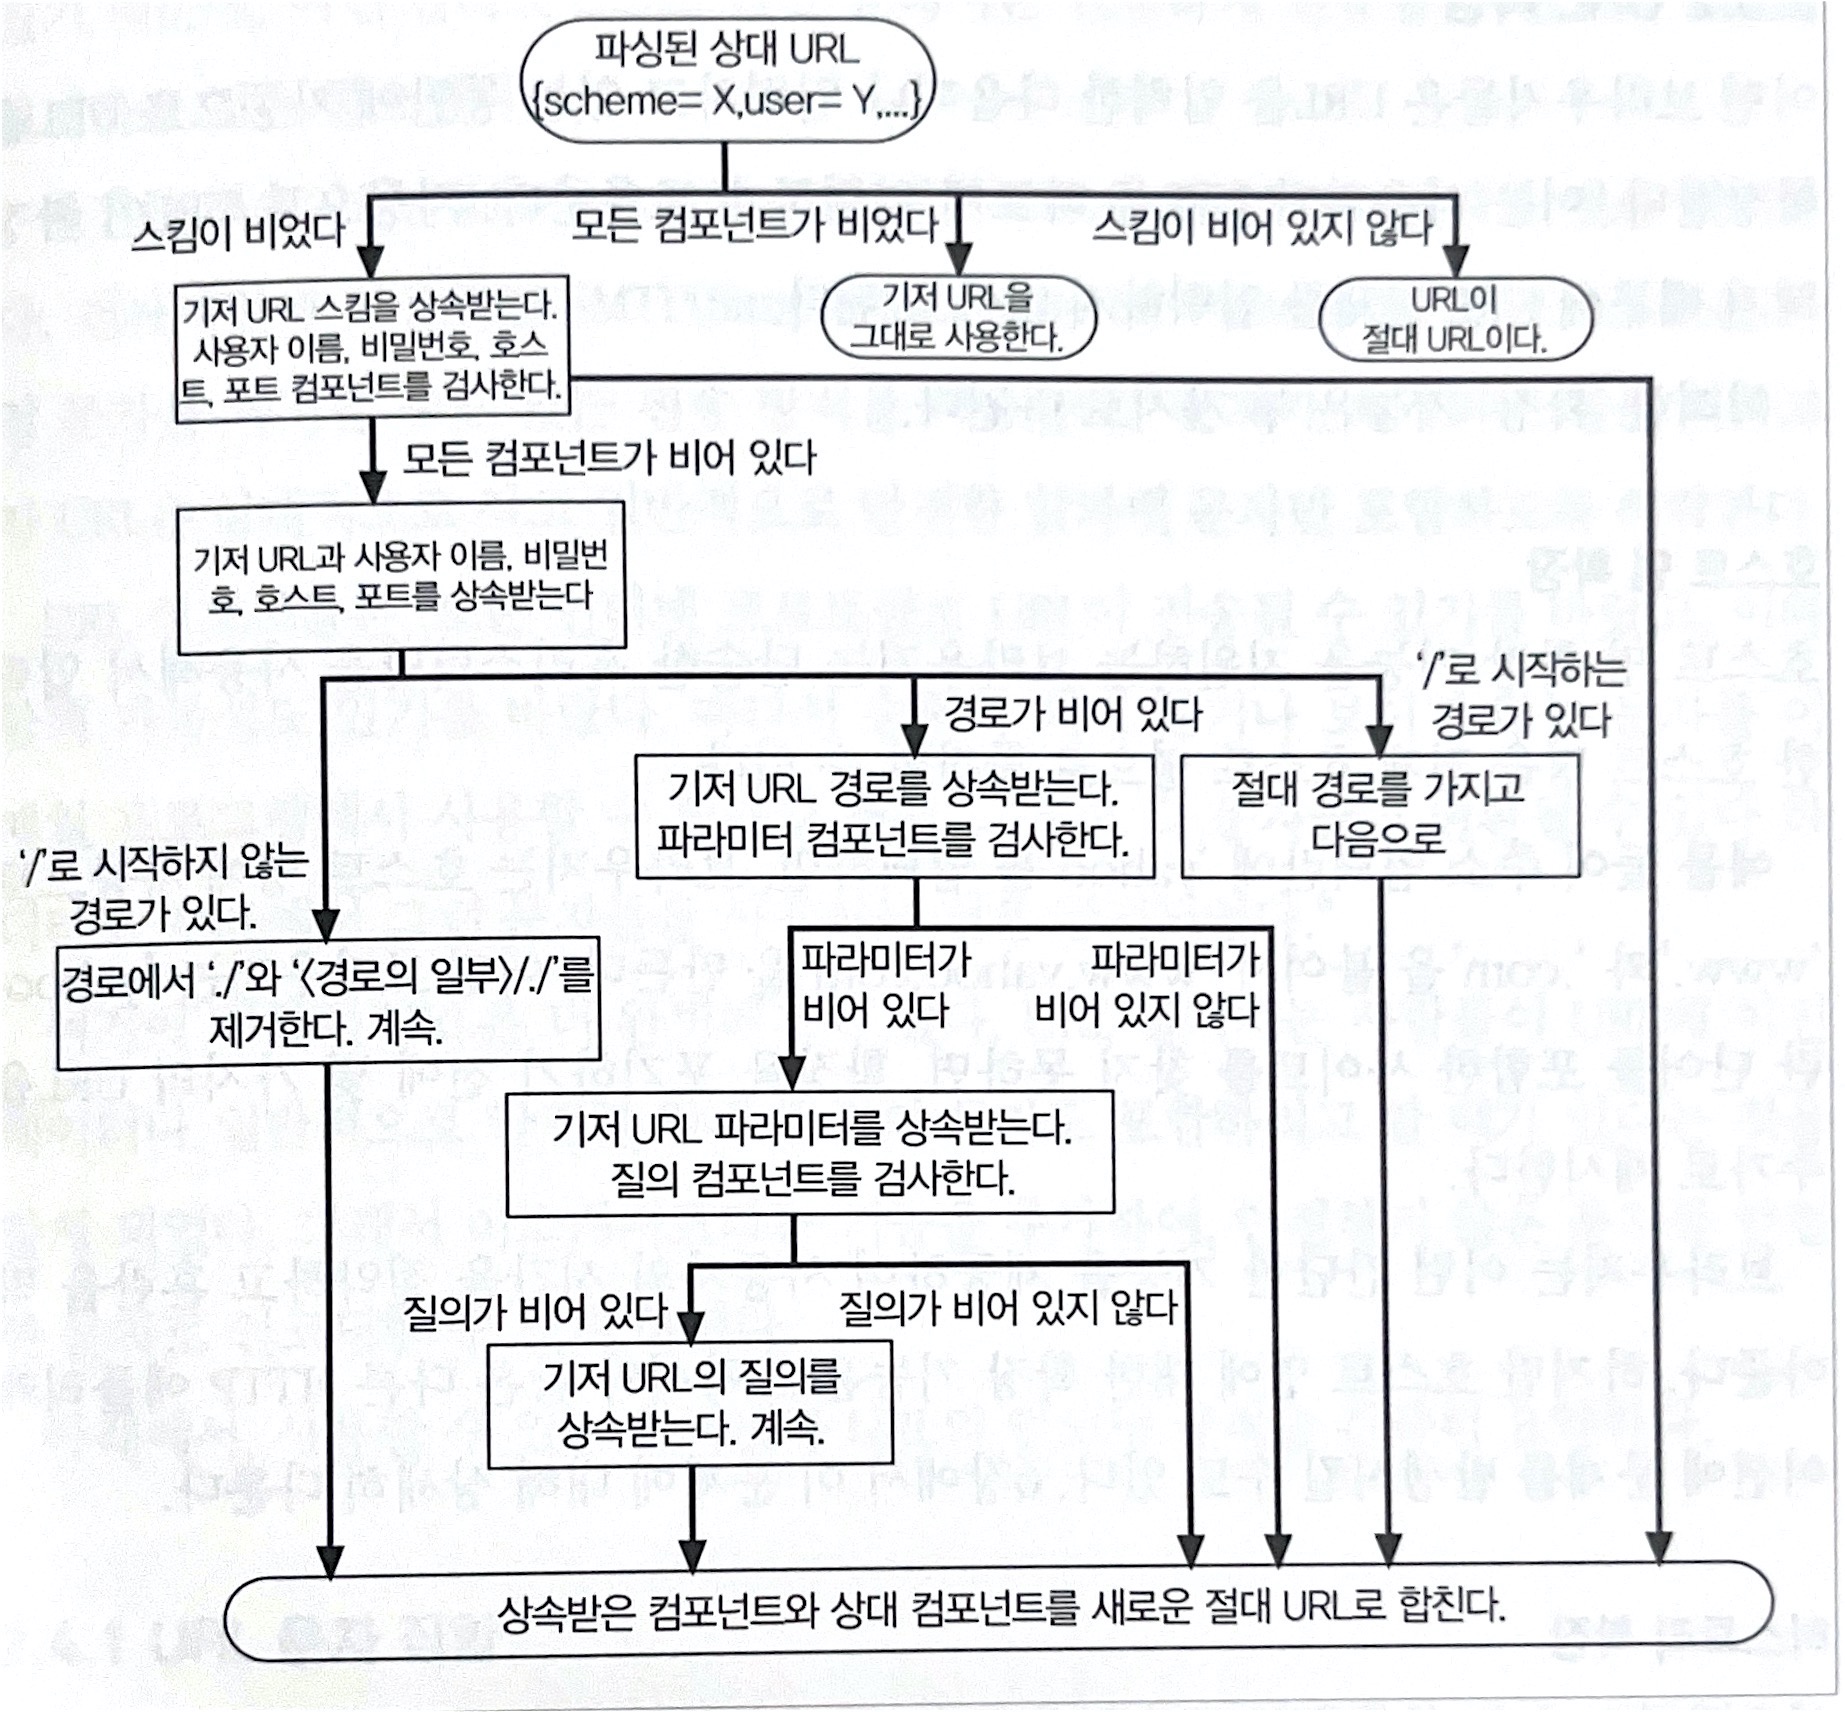 파싱된 상대 URL
{scheme= X,user= Y,...}
스킴이 비었다
모든 컴포넌트가 비었다
스킴이 비어 있지 않다
기저 URL 스킴을 상속받는다.
사용자 이름, 비밀번호, 호스
트, 포트 컴포넌트를 검사한다.
기저 URL을
그대로 사용한다.
URL이
절대 URL이다.
모든 컴포넌트가 비어 있다
기저 URL과 사용자 이름, 비밀번
호, 호스트, 포트를 상속받는다
'/'로 시작하지 않는
경로가 있다.
경로가 비어 있다
'/'로 시작하는
경로가 있다
기저 URL 경로를 상속받는다.
파라미터 컴포넌트를 검사한다.
절대 경로를 가지고
다음으로
경로에서 './'와 '〈경로의 일부〉/./'를
제거한다. 계속.
파라미터가
비어 있다
파라미터가
비어 있지 않다
기저 URL 파라미터를 상속받는다.
질의 컴포넌트를 검사한다.
질의가 비어 있다
질의가 비어 있지 않다
기저 URL의 질의를
상속받는다. 계속.
상속받은 컴포넌트와 상대 컴포넌트를 새로운 절대 URL로 합친다.